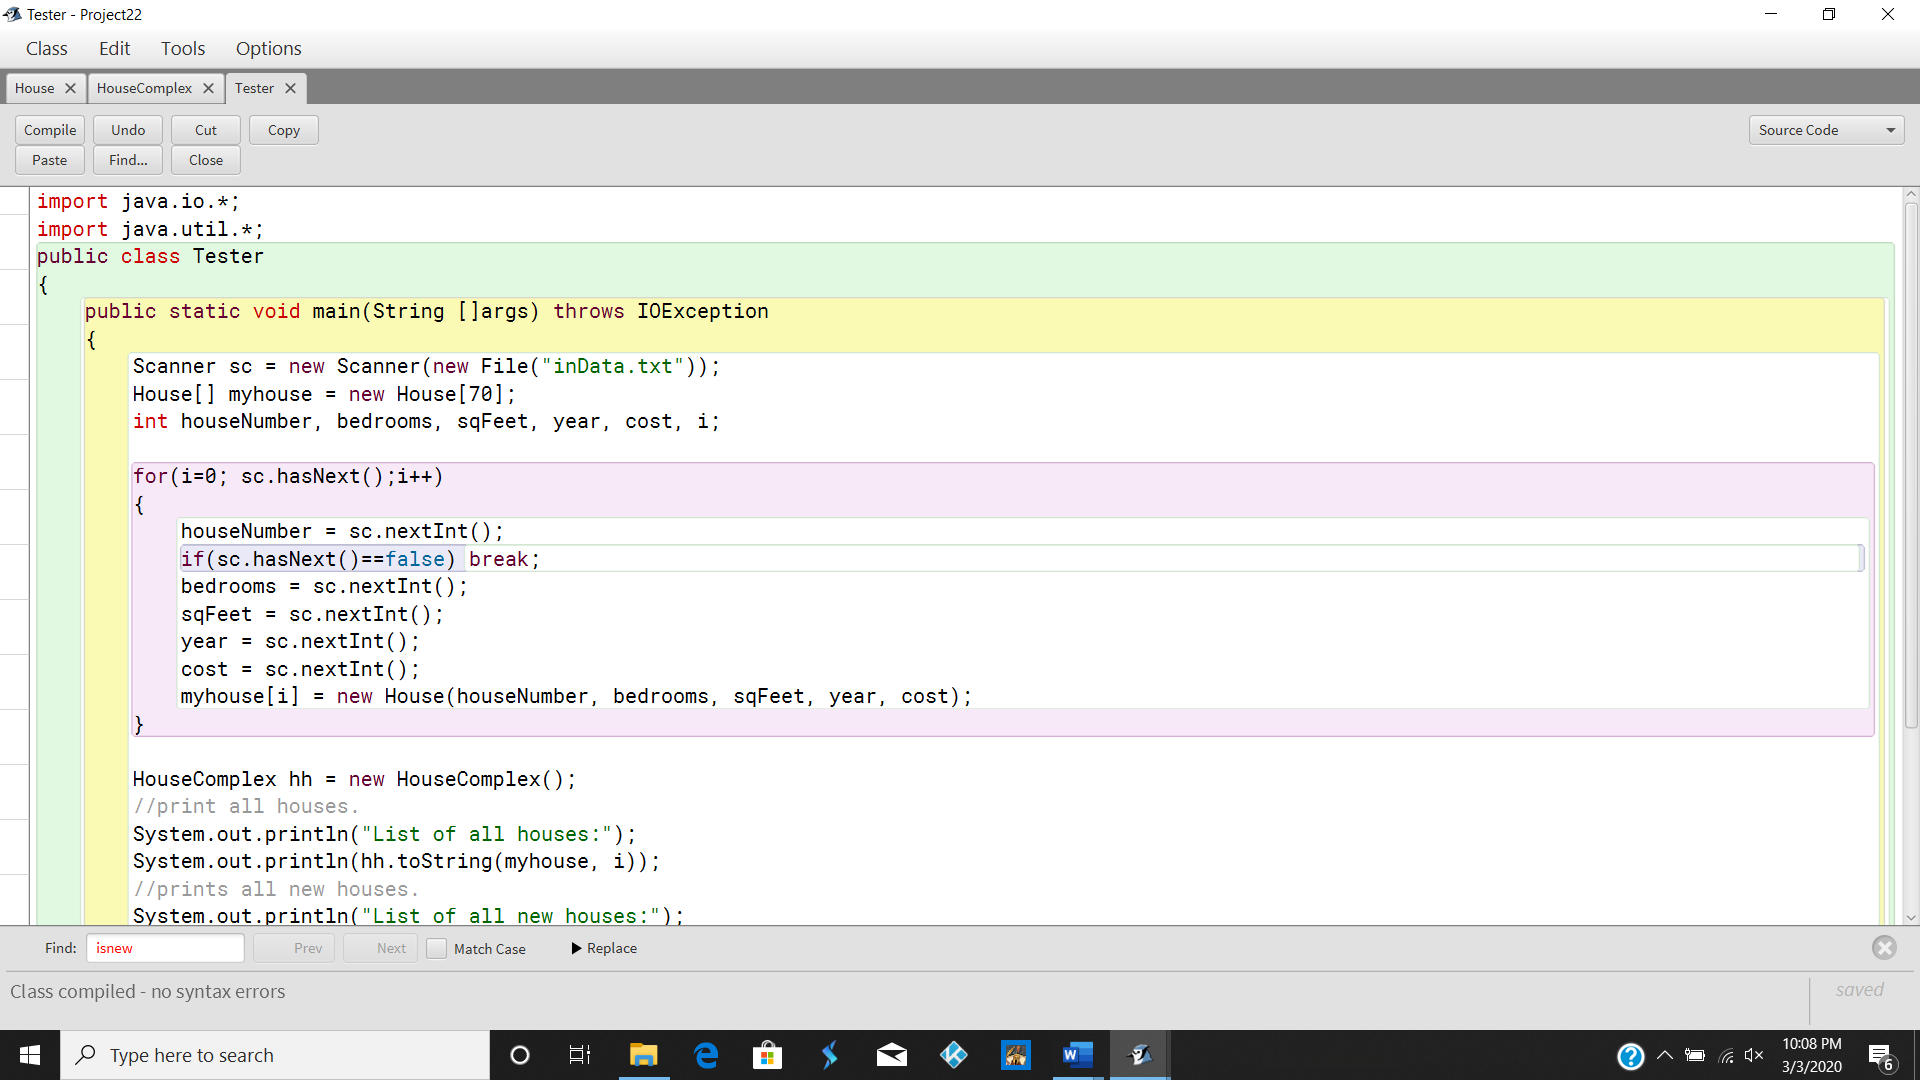 Tester - Project22
Class Edit Tools Options
House HouseComplex Tester
Compile Undo Cut Copy
Source Code
Paste Find... Close
import java.io.*;
import java.util.*;
public class Tester
{
public static void main(String []args) throws IOException
{
Scanner sc = new Scanner(new File("inData.txt"));
House[] myhouse = new House[70];
int houseNumber, bedrooms, sqFeet, year, cost, i;
for(i=0; sc.hasNext();i++)
{
houseNumber = sc.nextInt();
if(sc.hasNext()==false) break;
bedrooms = sc.nextInt();
sqFeet = sc.nextInt();
year = sc.nextInt();
cost = sc.nextInt();
myhouse[i] = new House(houseNumber, bedrooms, sqFeet, year, cost);
}
HouseComplex hh = new HouseComplex();
//print all houses.
System.out.println("List of all houses:");
System.out.println(hh.toString(myhouse, i));
//prints all new houses.
System.out.println("List of all new houses:");
Find: isnew Prev Next Match Case Replace
Class compiled - no syntax errors
saved
Type here to search
10:08 PM
3/3/2020
6